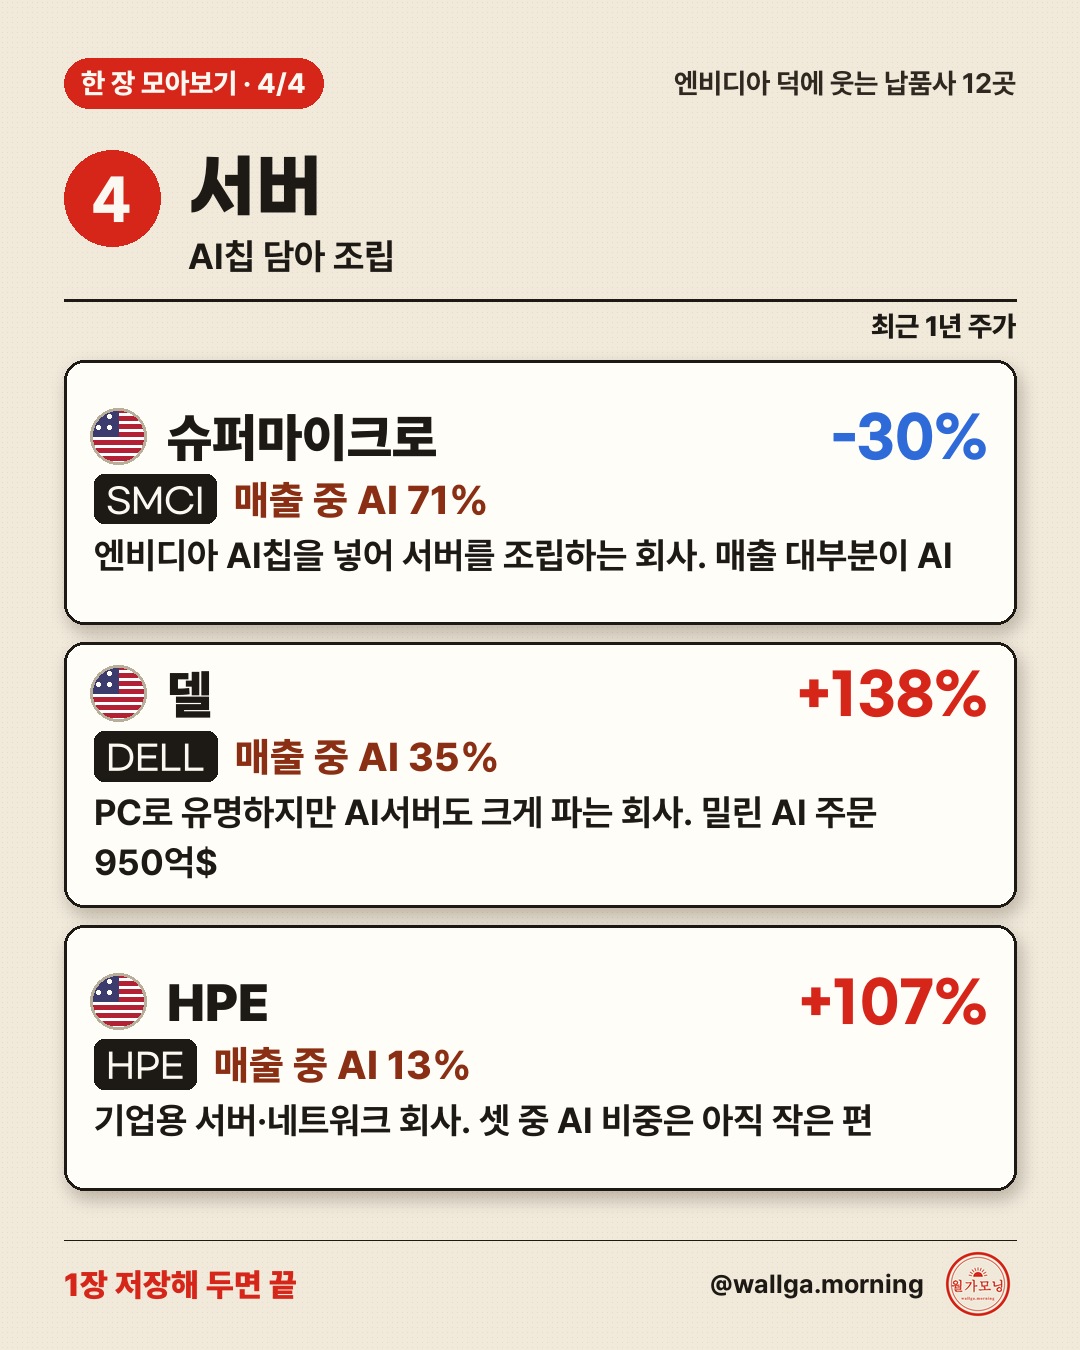 한 장 모아보기 · 4/4
엔비디아 덕에 웃는 납품사 12곳
4
서버
AI칩 담아 조립
최근 1년 주가
슈퍼마이크로
-30%
SMCI 매출 중 AI 71%
엔비디아 AI칩을 넣어 서버를 조립하는 회사. 매출 대부분이 AI
델
+138%
DELL 매출 중 AI 35%
PC로 유명하지만 AI서버도 크게 파는 회사. 밀린 AI 주문
950억$
HPE
+107%
HPE 매출 중 AI 13%
기업용 서버·네트워크 회사. 셋 중 AI 비중은 아직 작은 편
1장 저장해 두면 끝
@wallga.morning
월가모닝
wallga.morning